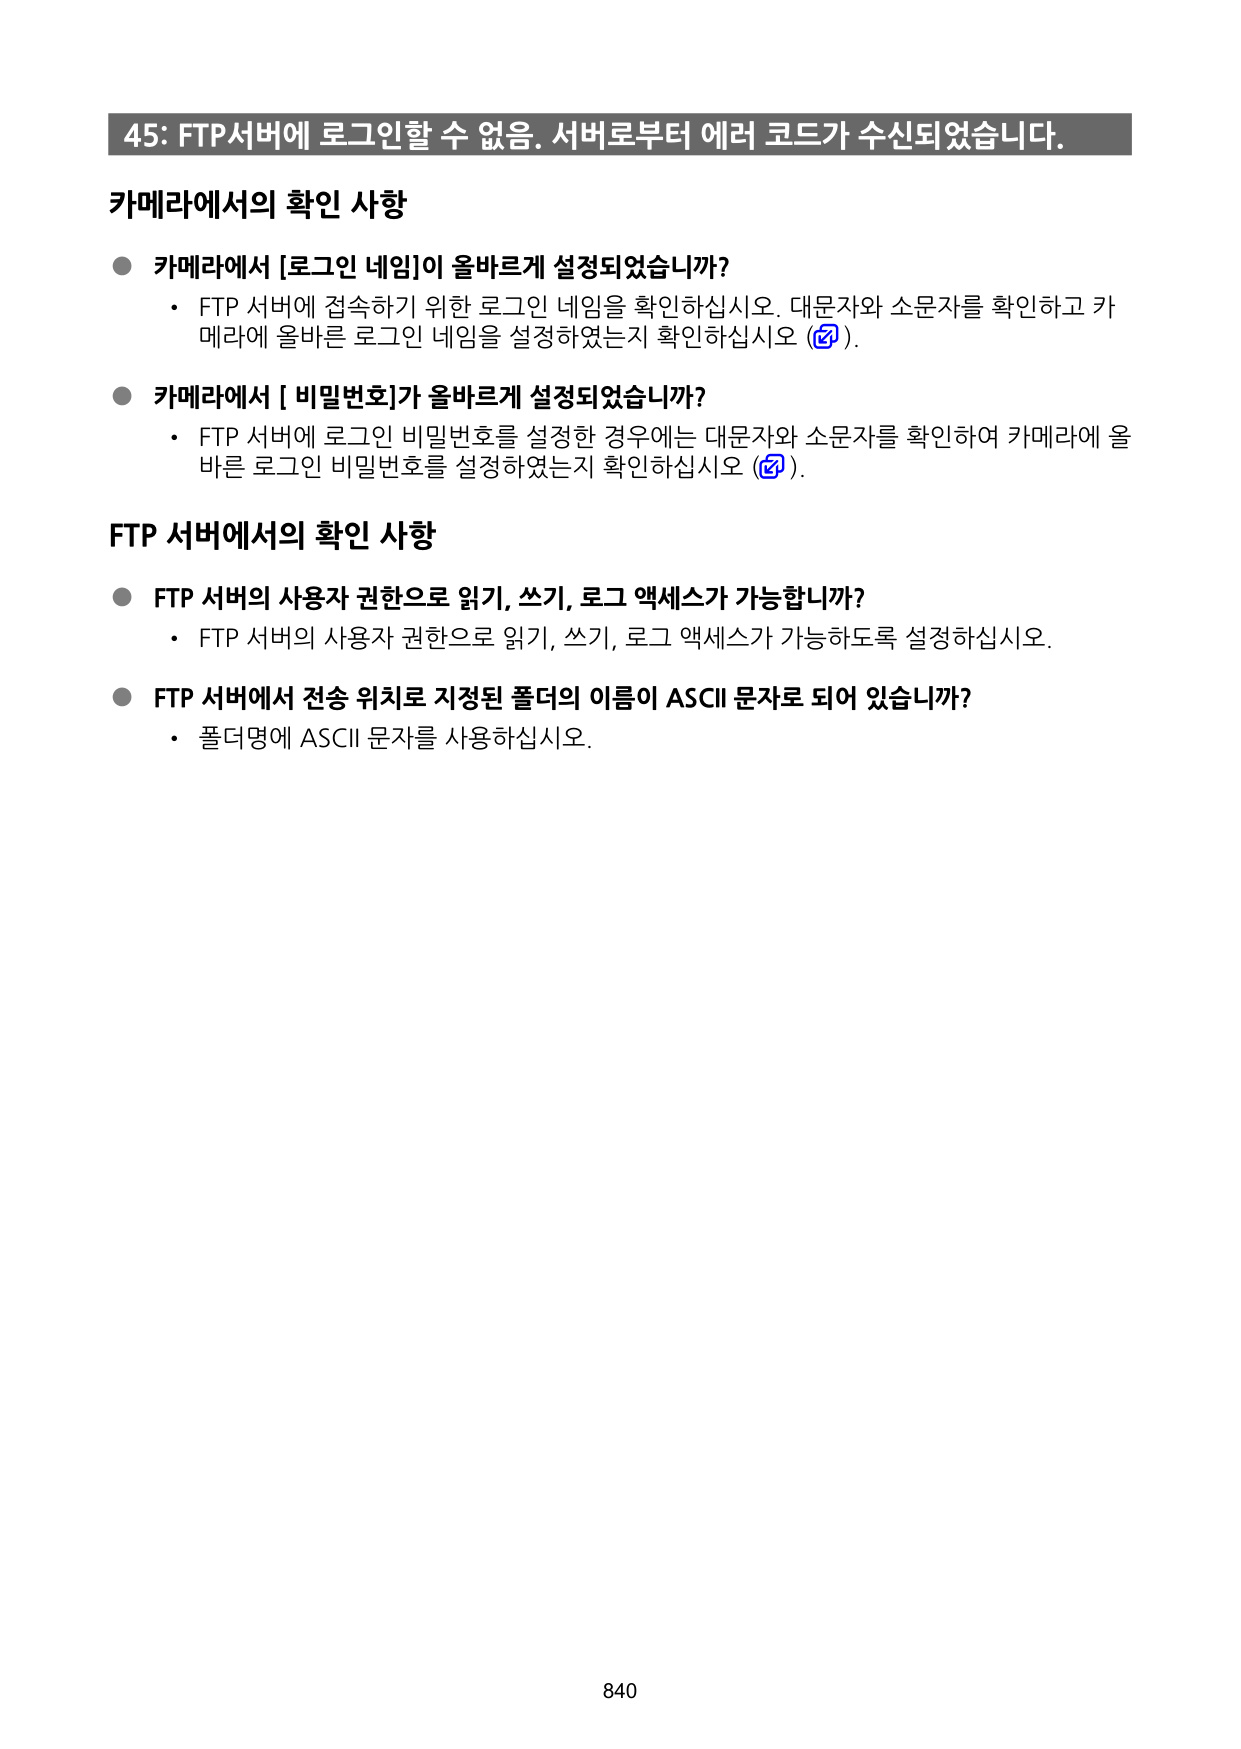 45: FTP서버에 로그인할 수 없음. 서버로부터 에러 코드가 수신되었습니다.
카메라에서의 확인 사항
● 카메라에서 [로그인 네임]이 올바르게 설정되었습니까?
• FTP 서버에 접속하기 위한 로그인 네임을 확인하십시오. 대문자와 소문자를 확인하고 카
메라에 올바른 로그인 네임을 설정하였는지 확인하십시오 ( ).
● 카메라에서 [ 비밀번호]가 올바르게 설정되었습니까?
• FTP 서버에 로그인 비밀번호를 설정한 경우에는 대문자와 소문자를 확인하여 카메라에 올
바른 로그인 비밀번호를 설정하였는지 확인하십시오 ( ).
FTP 서버에서의 확인 사항
● FTP 서버의 사용자 권한으로 읽기, 쓰기, 로그 액세스가 가능합니까?
• FTP 서버의 사용자 권한으로 읽기, 쓰기, 로그 액세스가 가능하도록 설정하십시오.
● FTP 서버에서 전송 위치로 지정된 폴더의 이름이 ASCII 문자로 되어 있습니까?
• 폴더명에 ASCII 문자를 사용하십시오.
840